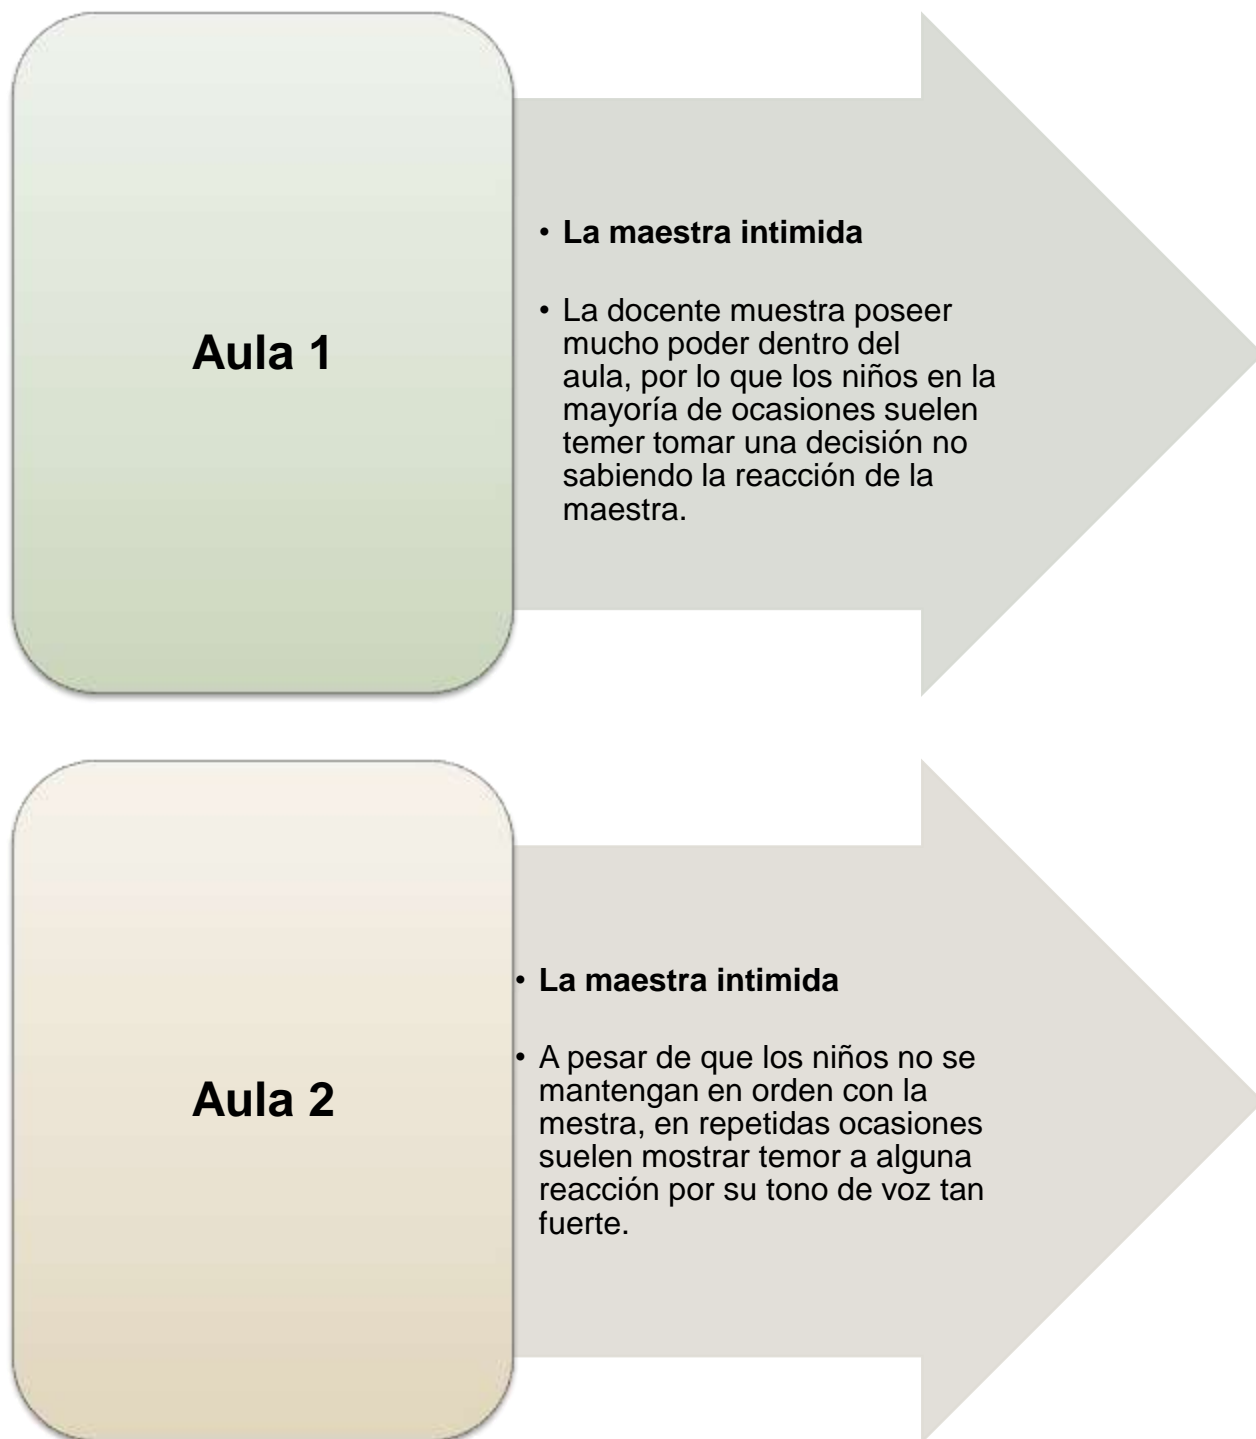 Aula 1
• La maestra intimida
• La docente muestra poseer
mucho poder dentro del
aula, por lo que los niños en la
mayoría de ocasiones suelen
temer tomar una decisión no
sabiendo la reacción de la
maestra.
Aula 2
• La maestra intimida
• A pesar de que los niños no se
mantengan en orden con la
mestra, en repetidas ocasiones
suelen mostrar temor a alguna
reacción por su tono de voz tan
fuerte.